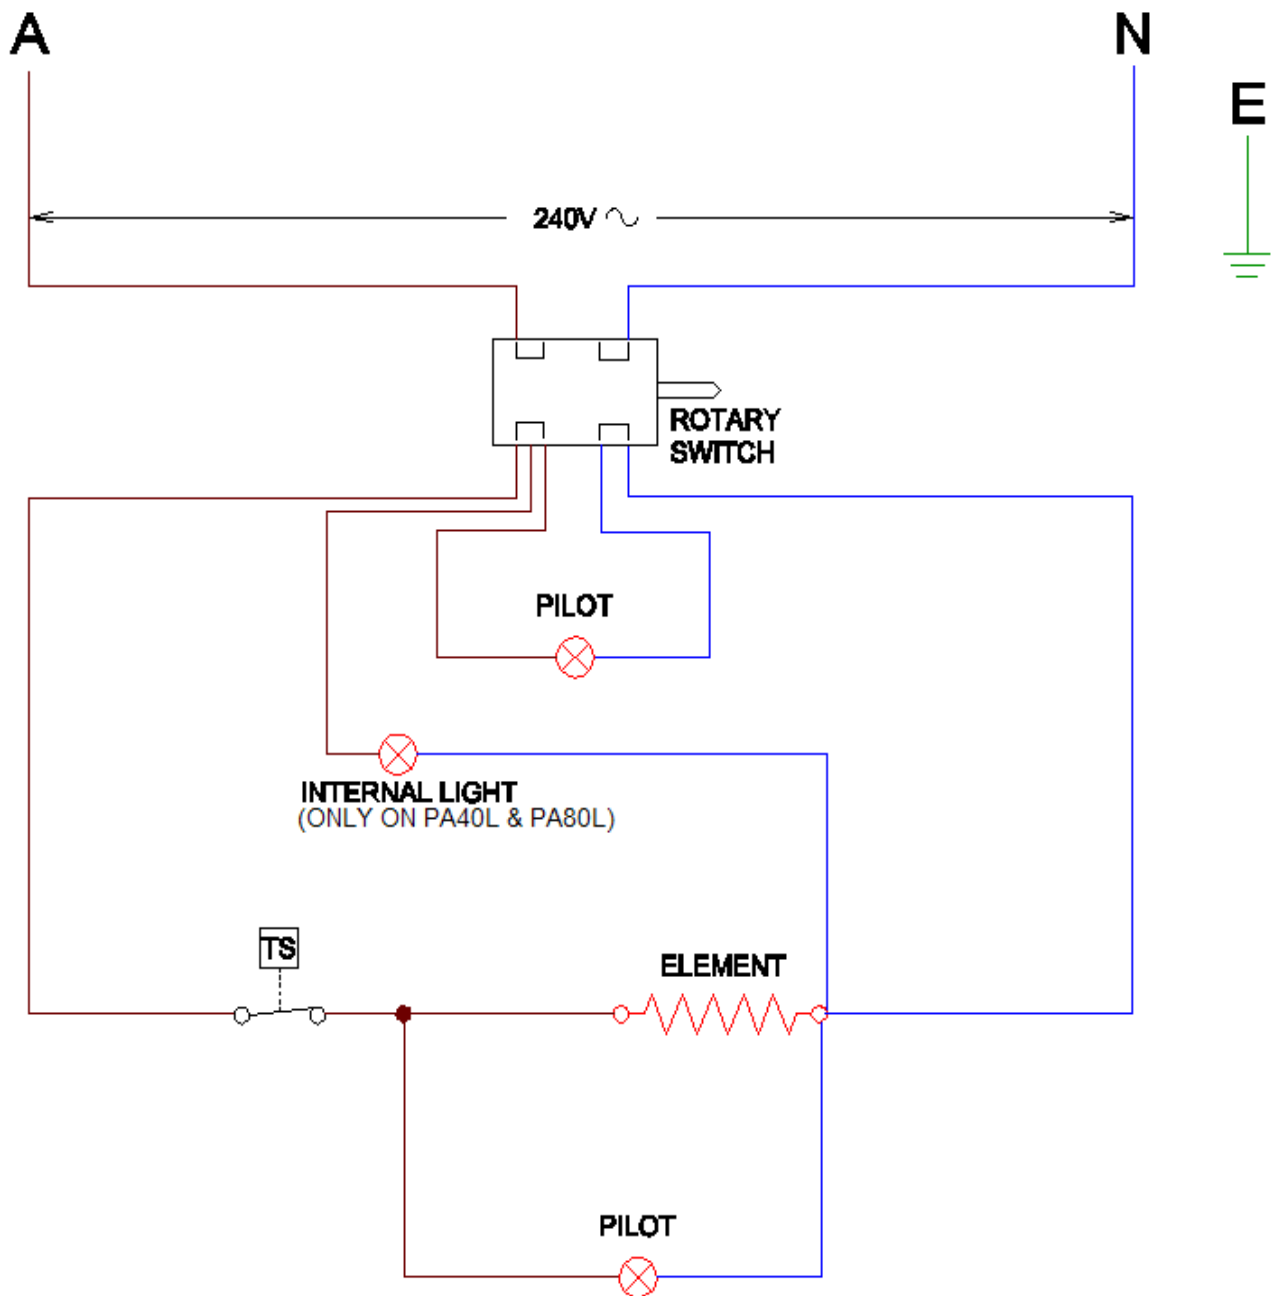 A
N
E
240V
ROTARY
SWITCH
PILOT
INTERNAL LIGHT
(ONLY ON PA40L & PA80L)
TS
ELEMENT
PILOT